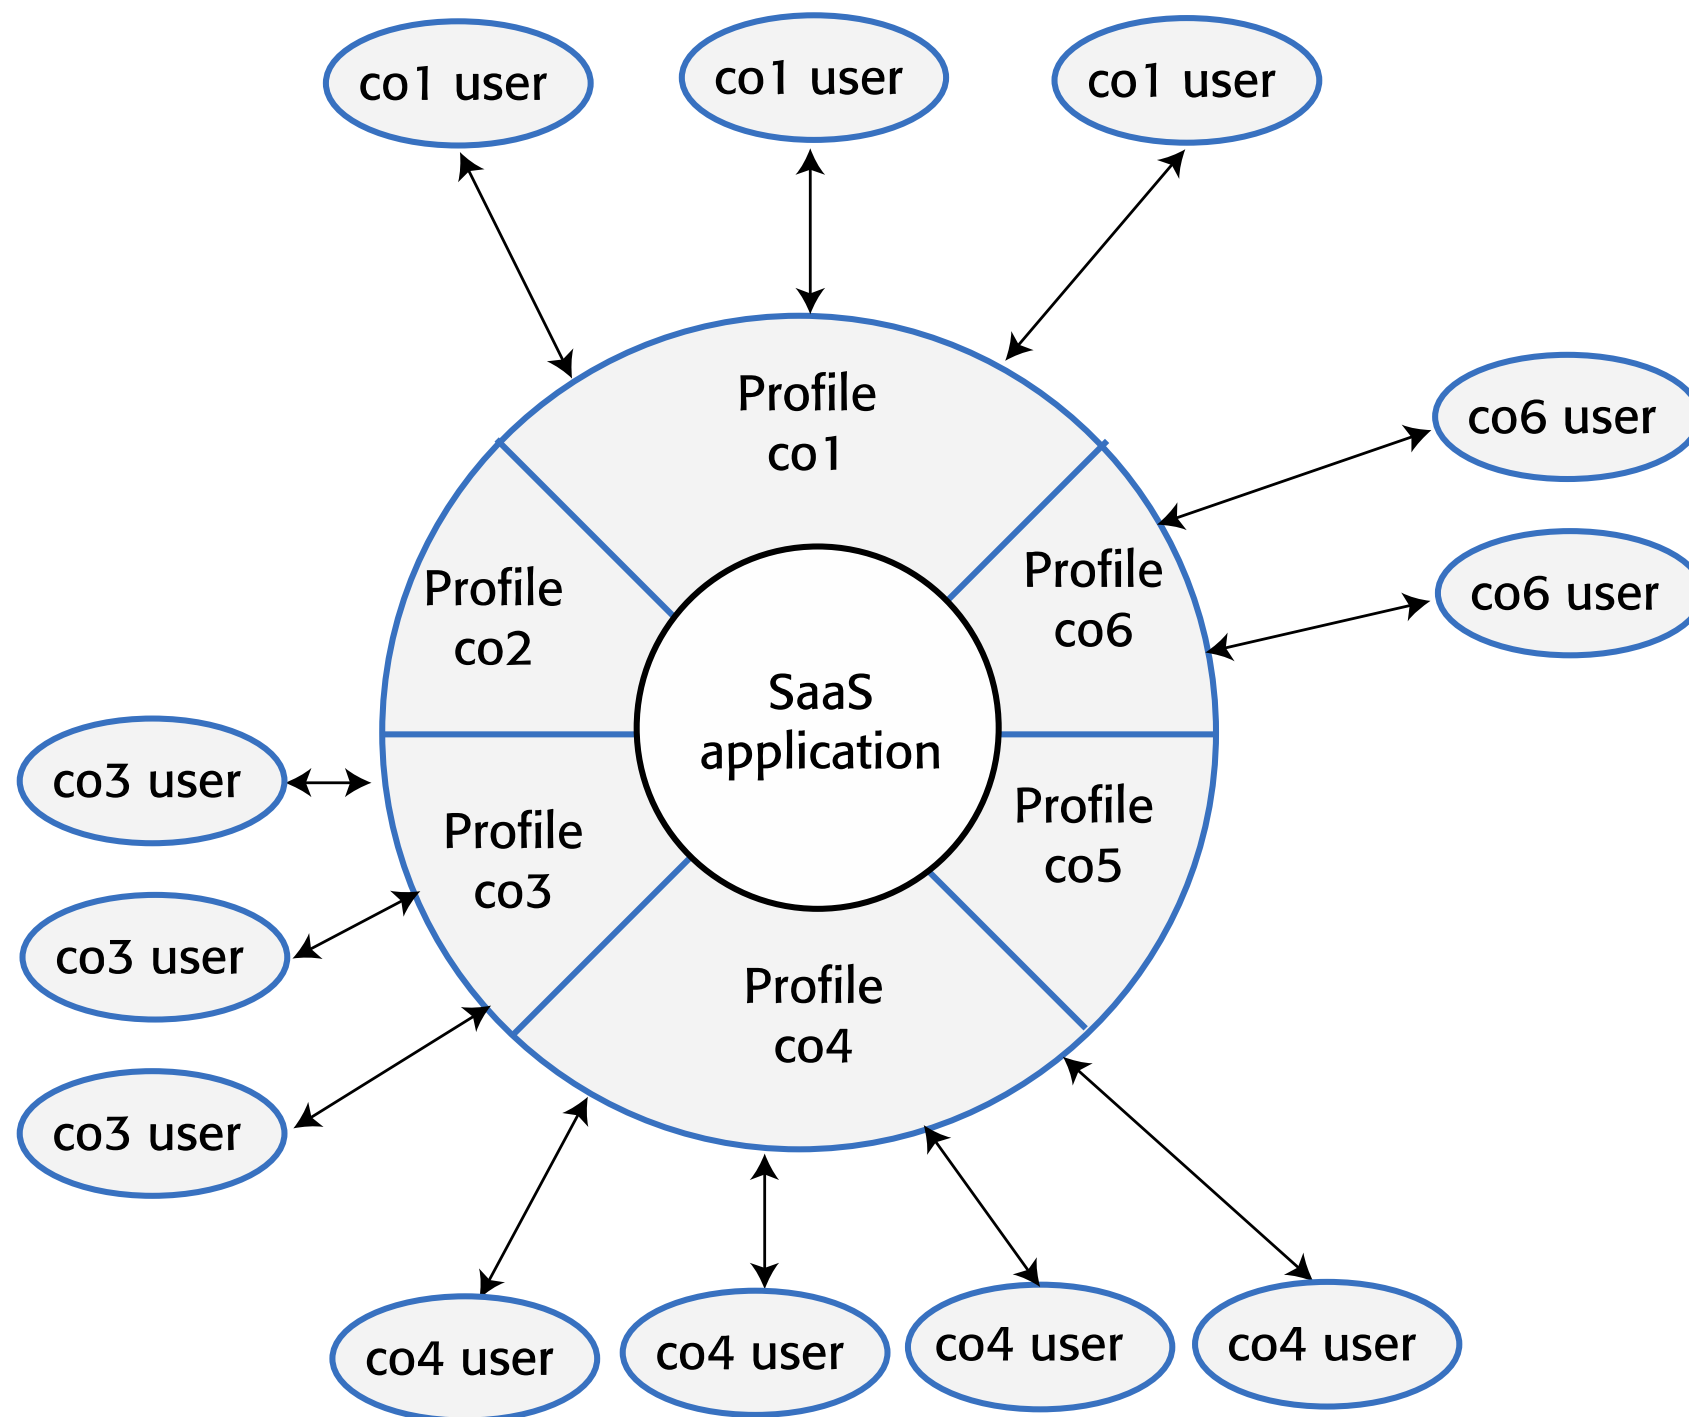 co1 user
co1 user
co1 user
Profile
co1
co6 user
Profile
co6
co6 user
Profile
co2
SaaS
application
co3 user
Profile
co3
Profile
co5
co3 user
Profile
co4
co3 user
co4 user
co4 user
co4 user
co4 user